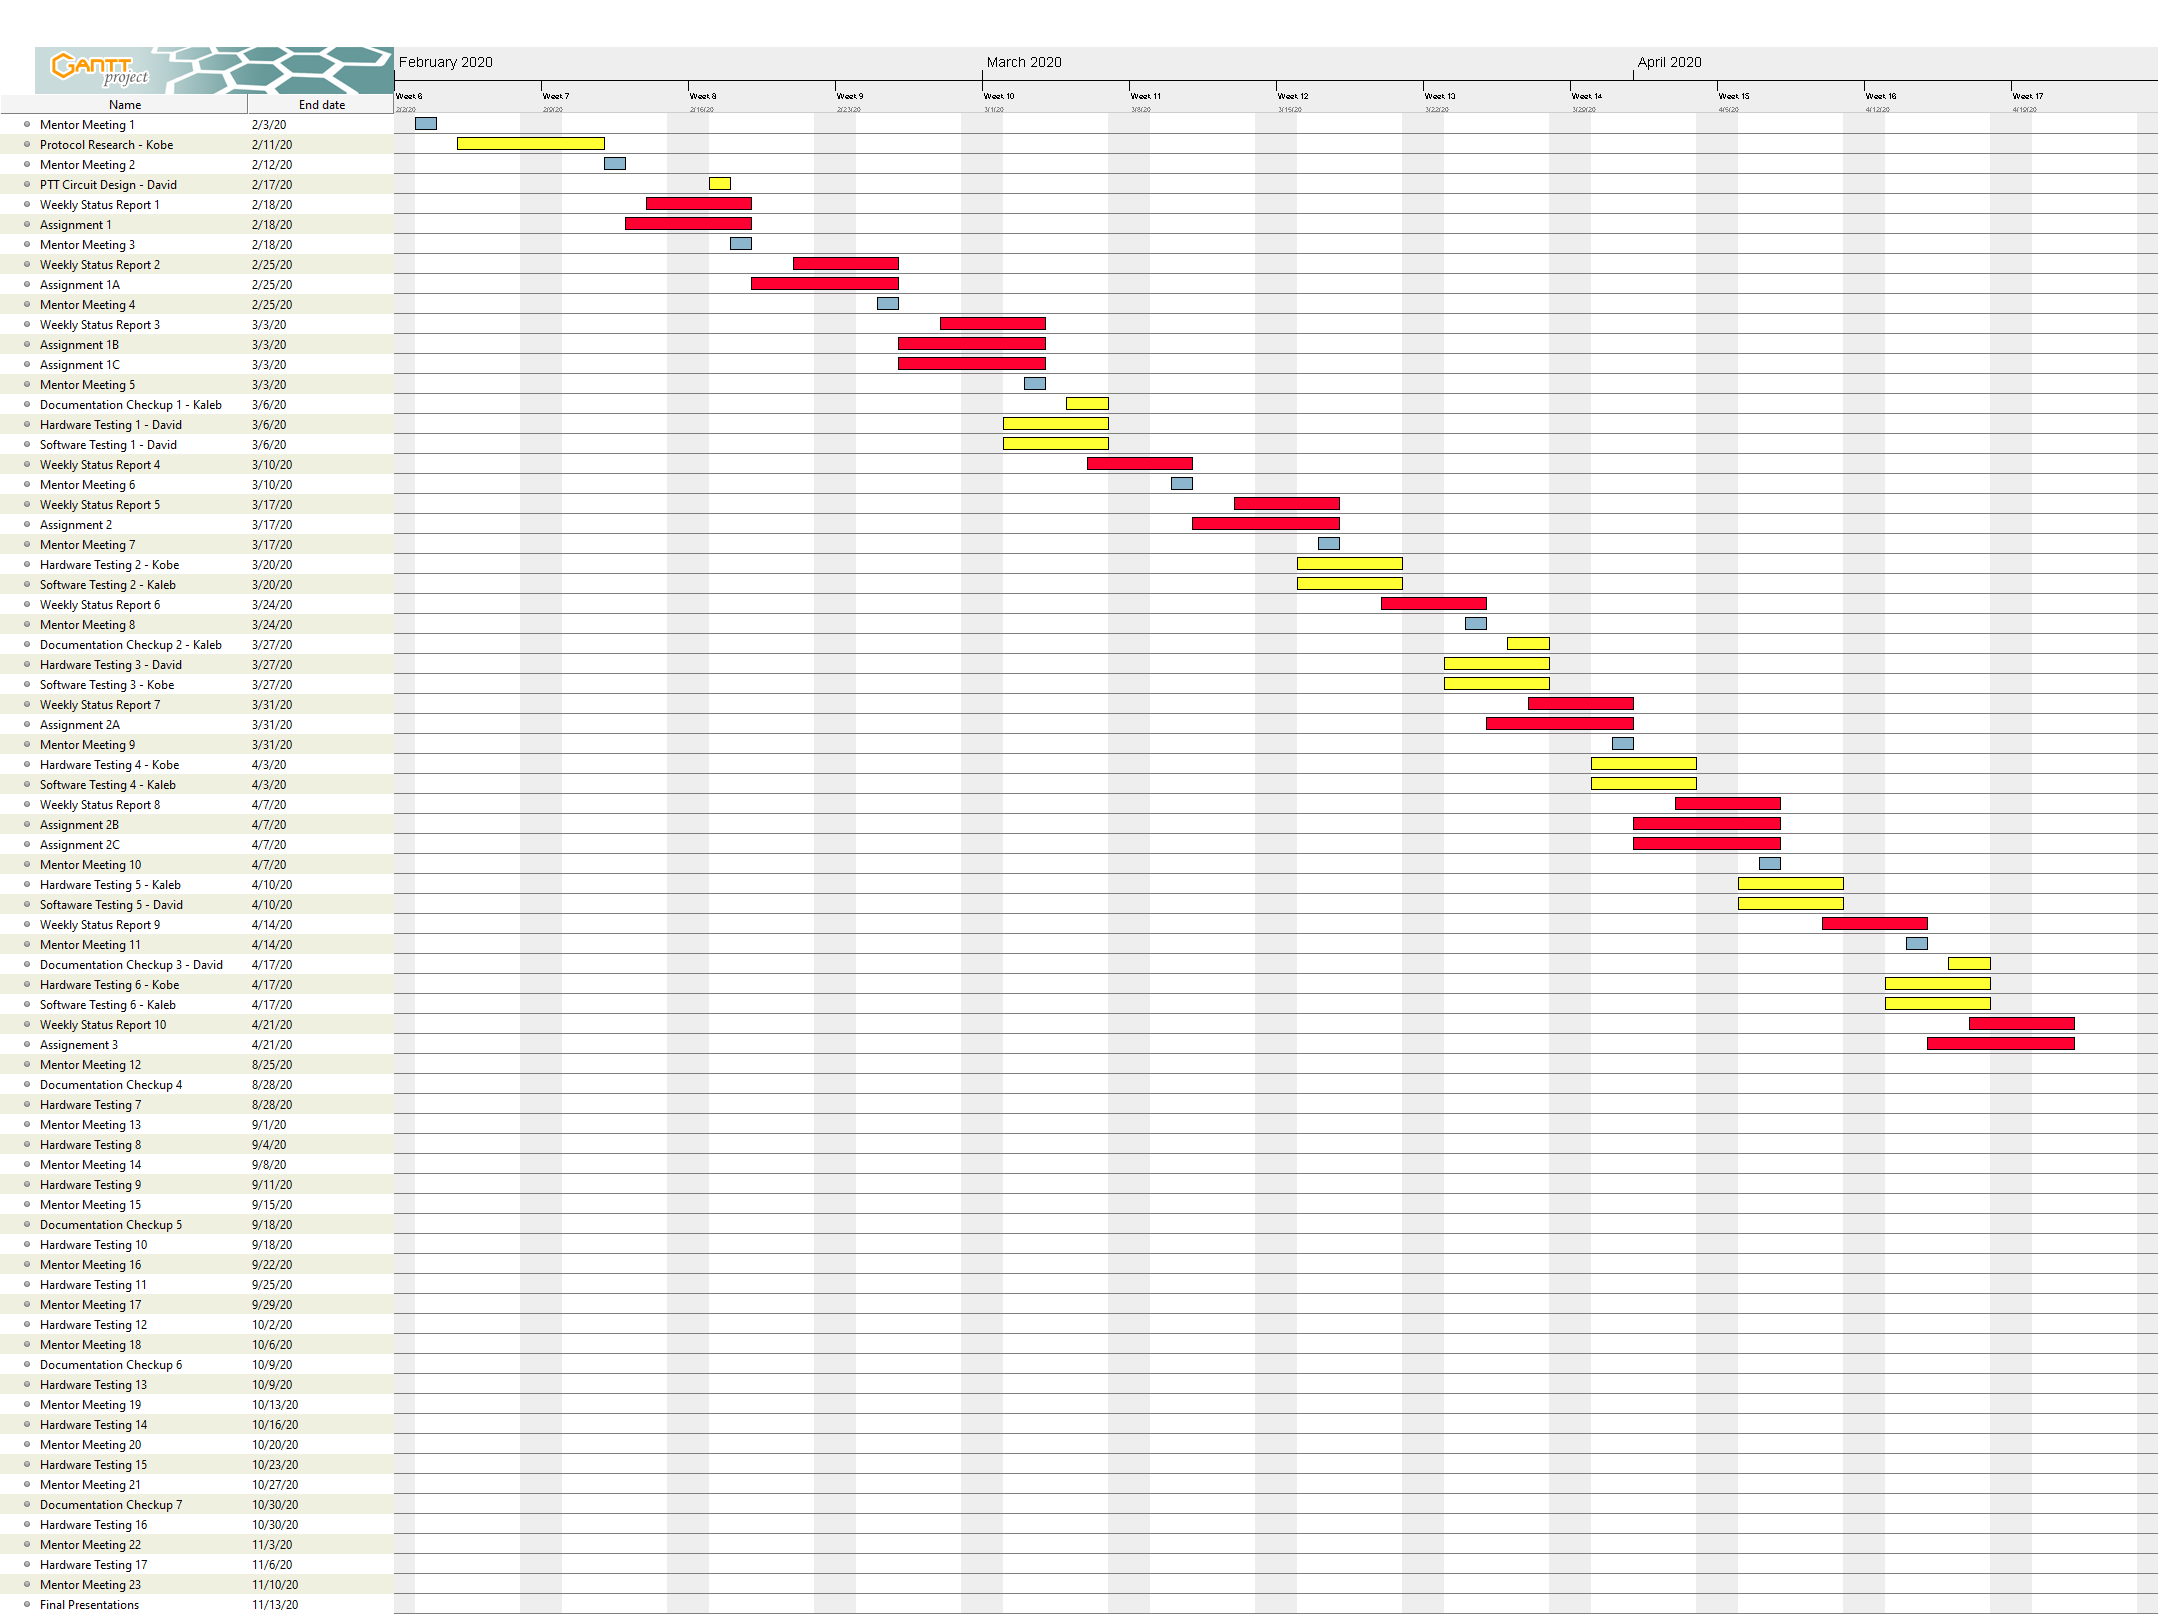 GANTT
project
February 2020 March 2020 April 2020
Week 6 Week 7 Week 8 Week 9 Week 10 Week 11 Week 12 Week 13 Week 14 Week 15 Week 16 Week 17
Name End date 2/2/20 2/9/20 2/16/20 2/23/20 3/1/20 3/8/20 3/15/20 3/22/20 3/29/20 4/5/20 4/12/20 4/19/20
Mentor Meeting 1 2/3/20
Protocol Research - Kobe 2/11/20
Mentor Meeting 2 2/12/20
PTT Circuit Design - David 2/17/20
Weekly Status Report 1 2/18/20
Assignment 1 2/18/20
Mentor Meeting 3 2/18/20
Weekly Status Report 2 2/25/20
Assignment 1A 2/25/20
Mentor Meeting 4 2/25/20
Weekly Status Report 3 3/3/20
Assignment 1B 3/3/20
Assignment 1C 3/3/20
Mentor Meeting 5 3/3/20
Documentation Checkup 1 - Kaleb 3/6/20
Hardware Testing 1 - David 3/6/20
Software Testing 1 - David 3/6/20
Weekly Status Report 4 3/10/20
Mentor Meeting 6 3/10/20
Weekly Status Report 5 3/17/20
Assignment 2 3/17/20
Mentor Meeting 7 3/17/20
Hardware Testing 2 - Kobe 3/20/20
Software Testing 2 - Kaleb 3/20/20
Weekly Status Report 6 3/24/20
Mentor Meeting 8 3/24/20
Documentation Checkup 2 - Kaleb 3/27/20
Hardware Testing 3 - David 3/27/20
Software Testing 3 - Kobe 3/27/20
Weekly Status Report 7 3/31/20
Assignment 2A 3/31/20
Mentor Meeting 9 3/31/20
Hardware Testing 4 - Kobe 4/3/20
Software Testing 4 - Kaleb 4/3/20
Weekly Status Report 8 4/7/20
Assignment 2B 4/7/20
Assignment 2C 4/7/20
Mentor Meeting 10 4/7/20
Hardware Testing 5 - Kaleb 4/10/20
Softaware Testing 5 - David 4/10/20
Weekly Status Report 9 4/14/20
Mentor Meeting 11 4/14/20
Documentation Checkup 3 - David 4/17/20
Hardware Testing 6 - Kobe 4/17/20
Software Testing 6 - Kaleb 4/17/20
Weekly Status Report 10 4/21/20
Assignement 3 4/21/20
Mentor Meeting 12 8/25/20
Documentation Checkup 4 8/28/20
Hardware Testing 7 8/28/20
Mentor Meeting 13 9/1/20
Hardware Testing 8 9/4/20
Mentor Meeting 14 9/8/20
Hardware Testing 9 9/11/20
Mentor Meeting 15 9/15/20
Documentation Checkup 5 9/18/20
Hardware Testing 10 9/18/20
Mentor Meeting 16 9/22/20
Hardware Testing 11 9/25/20
Mentor Meeting 17 9/29/20
Hardware Testing 12 10/2/20
Mentor Meeting 18 10/6/20
Documentation Checkup 6 10/9/20
Hardware Testing 13 10/9/20
Mentor Meeting 19 10/13/20
Hardware Testing 14 10/16/20
Mentor Meeting 20 10/20/20
Hardware Testing 15 10/23/20
Mentor Meeting 21 10/27/20
Documentation Checkup 7 10/30/20
Hardware Testing 16 10/30/20
Mentor Meeting 22 11/3/20
Hardware Testing 17 11/6/20
Mentor Meeting 23 11/10/20
Final Presentations 11/13/20